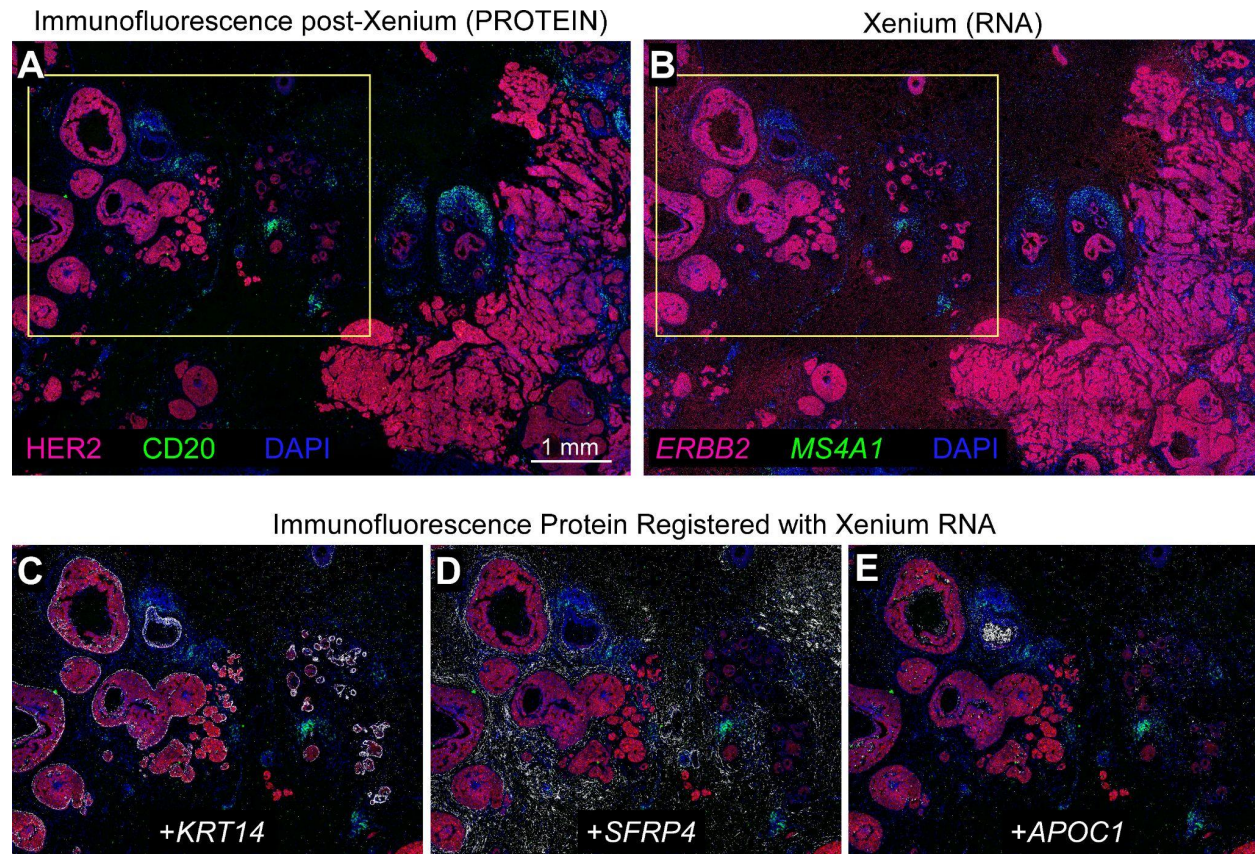 Immunofluorescence post-Xenium (PROTEIN)
Xenium (RNA)
A
B
HER2 CD20 DAPI
1 mm
ERBB2 MS4A1 DAPI
Immunofluorescence Protein Registered with Xenium RNA
C
D
E
+KRT14
+SFRP4
+APOC1